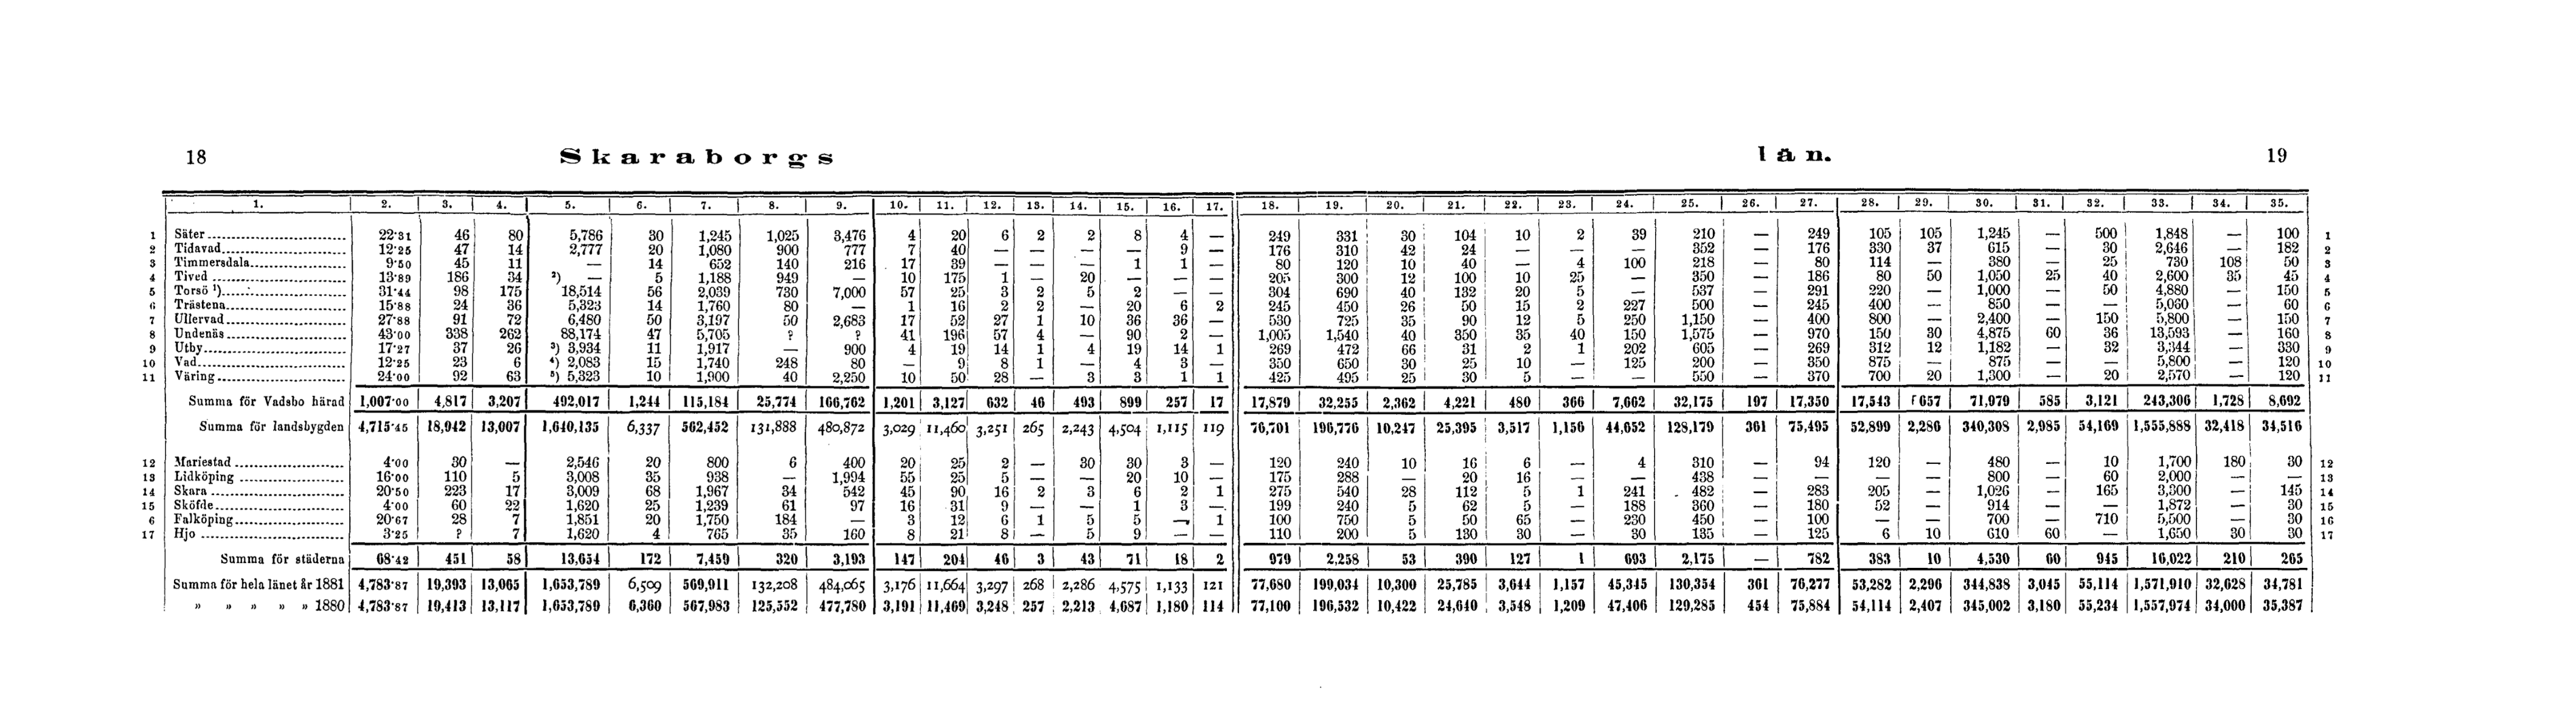 18 Skaraborgs län. 19
1. 2. 3. 4. 5. 6. 7. 8. 9. 10. 11. 12. 13. 14. 15. 16. 17. 18. 19. 20. 21. 22. 23. 24. 25. 26. 27. 28. 29. 30. 31. 32. 33. 34. 35.
1 Säter 22·31 46 80 5,786 30 1,245 1,025 3,476 4 20 6 2 2 8 4 — 249 331 30 104 10 2 39 210 — 249 105 105 1,245 — 500 1,848 — 100 1
2 Tidavad 12·25 47 14 2,777 20 1,080 900 777 7 40 — — — — 9 — 176 310 42 24 — — — 352 — 176 330 37 615 — 30 2,646 — 182 2
3 Timmersdala 9·50 45 11 — 14 652 140 216 17 39 — — — 1 1 — 80 120 10 40 — 4 100 218 — 80 114 — 380 — 25 730 108 50 3
4 Tived 13·89 186 34 ²) — 5 1,188 949 — 10 175 1 — 20 — — — 205 300 12 100 10 25 — 350 — 186 80 50 1,050 25 40 2,600 35 45 4
5 Torsö ¹) 31·44 98 175 18,514 56 2,039 730 7,000 57 25 3 2 5 2 — — 304 690 40 132 20 5 — 537 — 291 220 — 1,000 — 50 4,880 — 150 5
6 Trästena 15·88 24 36 5,323 14 1,760 80 — 1 16 2 2 — 20 6 2 245 450 26 50 15 2 227 500 — 245 400 — 850 — — 5,060 — 60 6
7 Ullervad 27·88 91 72 6,480 50 3,197 50 2,683 17 52 27 1 10 36 36 — 530 725 35 90 12 5 250 1,150 — 400 800 — 2,400 — 150 5,800 — 150 7
8 Undenäs 43·00 338 262 88,174 47 5,705 ? ? 41 196 57 4 — 90 2 — 1,005 1,540 40 350 35 40 150 1,575 — 970 150 30 4,875 60 36 13,593 — 160 8
9 Utby 17·27 37 26 ³) 3,934 11 1,917 — 900 4 19 14 1 4 19 14 1 269 472 66 31 2 1 202 605 — 269 312 12 1,182 — 32 3,344 — 330 9
10 Vad 12·25 23 6 ⁴) 2,083 15 1,740 248 80 — 9 8 1 — 4 3 — 350 650 30 25 10 — 125 200 — 350 875 — 875 — — 5,800 — 120 10
11 Väring 24·00 92 63 ⁵) 5,323 10 1,900 40 2,250 10 50 28 — 3 3 1 1 425 495 25 30 5 — — 550 — 370 700 20 1,300 — 20 2,570 — 120 11
Summa för Vadsbo härad 1,007·00 4,817 3,207 492,017 1,244 115,184 25,774 166,762 1,201 3,127 632 46 493 899 257 17 17,879 32,255 2,362 4,221 480 366 7,662 32,175 197 17,350 17,543 657 71,979 585 3,121 243,306 1,728 8,692
Summa för landsbygden 4,715·45 18,942 13,007 1,640,135 6,337 562,452 131,888 480,872 3,029 11,460 3,251 265 2,243 4,504 1,115 119 76,701 196,776 10,247 25,395 3,517 1,156 44,652 128,179 361 75,495 52,899 2,286 340,308 2,985 54,169 1,555,888 32,418 34,516
12 Mariestad 4·00 30 — 2,546 20 800 6 400 20 25 2 — 30 30 3 — 120 240 10 16 6 — 4 310 — 94 120 — 480 — 10 1,700 180 30 12
13 Lidköping 16·00 110 5 3,008 35 938 — 1,994 55 25 5 — — 20 10 — 175 288 — 20 16 — — 438 — — — — 800 — 60 2,000 — — 13
14 Skara 20·50 223 17 3,009 68 1,967 34 542 45 90 16 2 3 6 2 1 275 540 28 112 5 1 241 482 — 283 205 — 1,026 — 165 3,300 — 145 14
15 Sköfde 4·00 60 22 1,620 25 1,239 61 97 16 31 9 — — 1 3 — 199 240 5 62 5 — 188 360 — 180 52 — 914 — — 1,872 — 30 15
6 Falköping 20·67 28 7 1,851 20 1,750 184 — 3 12 6 1 5 5 — 1 100 750 5 50 65 — 230 450 — 100 — — 700 — 710 5,500 — 30 16
17 Hjo 3·25 ? 7 1,620 4 765 35 160 8 21 8 — 5 9 — — 110 200 5 130 30 — 30 135 — 125 6 10 610 60 — 1,650 30 30 17
Summa för städerna 68·42 451 58 13,654 172 7,459 320 3,193 147 204 46 3 43 71 18 2 979 2,258 53 390 127 1 693 2,175 — 782 383 10 4,530 60 945 16,022 210 265
Summa för hela länet år 1881 4,783·87 19,393 13,065 1,653,789 6,509 569,911 132,208 484,065 3,176 11,664 3,297 268 2,286 4,575 1,133 121 77,680 199,034 10,300 25,785 3,644 1,157 45,345 130,354 361 76,277 53,282 2,296 344,838 3,045 55,114 1,571,910 32,628 34,781
» » » » » 1880 4,783·87 19,413 13,117 1,653,789 6,360 567,983 125,552 477,780 3,191 11,469 3,248 257 2,213 4,687 1,180 114 77,100 196,532 10,422 24,640 3,548 1,209 47,406 129,285 454 75,884 54,114 2,407 345,002 3,180 55,234 1,557,974 34,000 35,387